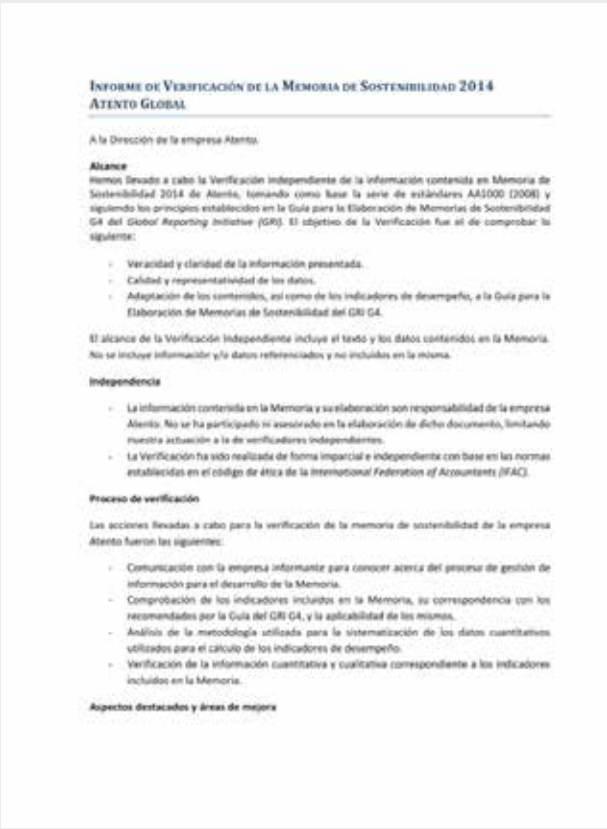 INFORME DE VERIFICACIÓN DE LA MEMORIA DE SOSTENIBILIDAD 2014
ATENTO GLOBAL
A la Dirección de la empresa Atento.
Alcance
Hemos llevado a cabo la Verificación Independiente de la información contenida en Memoria de
Sostenibilidad 2014 de Atento, tomando como base la serie de estándares AA1000 (2008) y
siguiendo los principios establecidos en la Guía para la Elaboración de Memorias de Sostenibilidad
G4 del Global Reporting Initiative (GRI). El objetivo de la Verificación fue el de comprobar lo
siguiente:
- Veracidad y claridad de la información presentada.
- Calidad y representatividad de los datos.
- Adaptación de los contenidos, así como de los indicadores de desempeño, a la Guía para la
Elaboración de Memorias de Sostenibilidad del GRI G4.
El alcance de la Verificación Independiente incluye el texto y los datos contenidos en la Memoria.
No se incluye información y/o datos referenciados y no incluidos en la misma.
Independencia
- La información contenida en la Memoria y su elaboración son responsabilidad de la empresa
Atento. No se ha participado ni asesorado en la elaboración de dicho documento, limitando
nuestra actuación a la de verificadores independientes.
- La Verificación ha sido realizada de forma imparcial e independiente con base en las normas
establecidas en el código de ética de la International Federation of Accountants (IFAC).
Proceso de verificación
Las acciones llevadas a cabo para la verificación de la memoria de sostenibilidad de la empresa
Atento fueron las siguientes:
- Comunicación con la empresa informante para conocer acerca del proceso de gestión de
información para el desarrollo de la Memoria.
- Comprobación de los indicadores incluidos en la Memoria, su correspondencia con los
recomendados por la Guía del GRI G4, y la aplicabilidad de los mismos.
- Análisis de la metodología utilizada para la sistematización de los datos cuantitativos
utilizados para el cálculo de los indicadores de desempeño.
- Verificación de la información cuantitativa y cualitativa correspondiente a los indicadores
incluidos en la Memoria.
Aspectos destacados y áreas de mejora